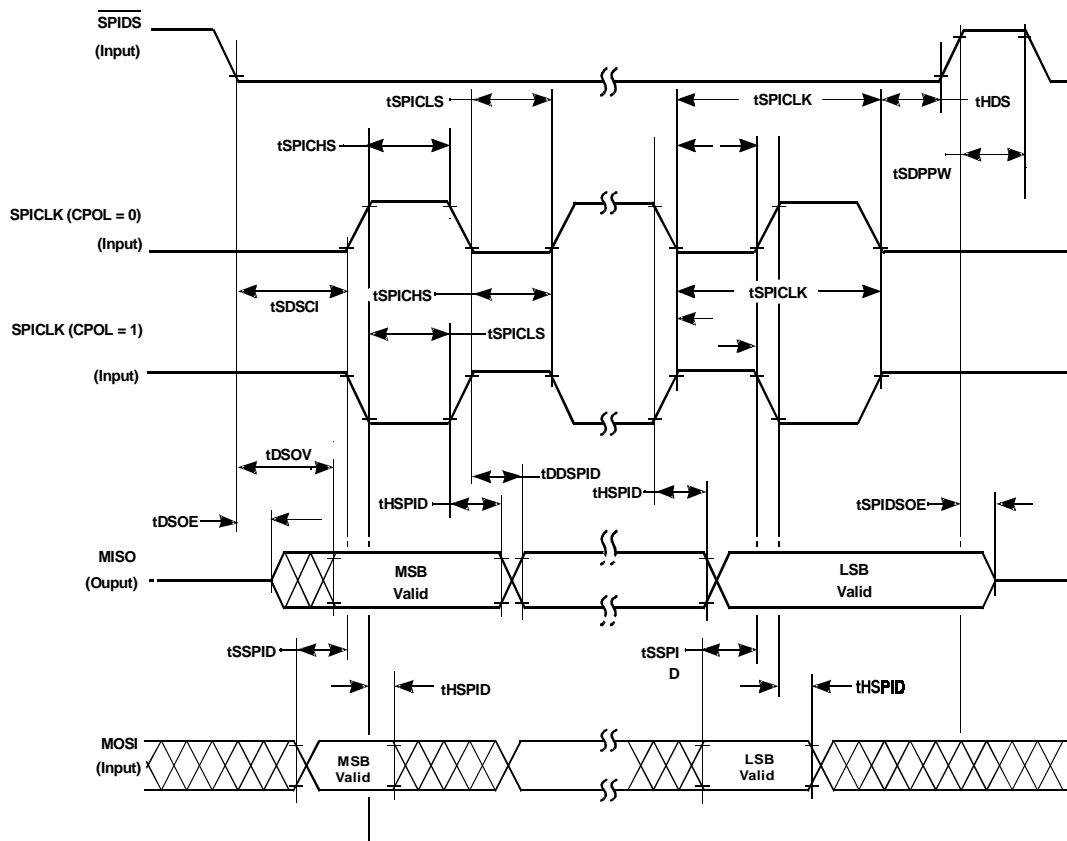 SPIDS
(Input)
tSPICLS
tSPICLK
tHDS
tSPICHS
tSDPPW
SPICLK (CPOL = 0)
(Input)
tSDSCI
tSPICHS
tSPICLK
SPICLK (CPOL = 1)
tSPICLS
(Input)
tDSOV
tDDSPID
tHSPID
tHSPID
tDSOE
tSPIDSOE
MISO
(Ouput)
MSB
Valid
LSB
Valid
tSSPID
tSSPI
D
tHSPID
tHSPID
MOSI
(Input)
MSB
Valid
LSB
Valid